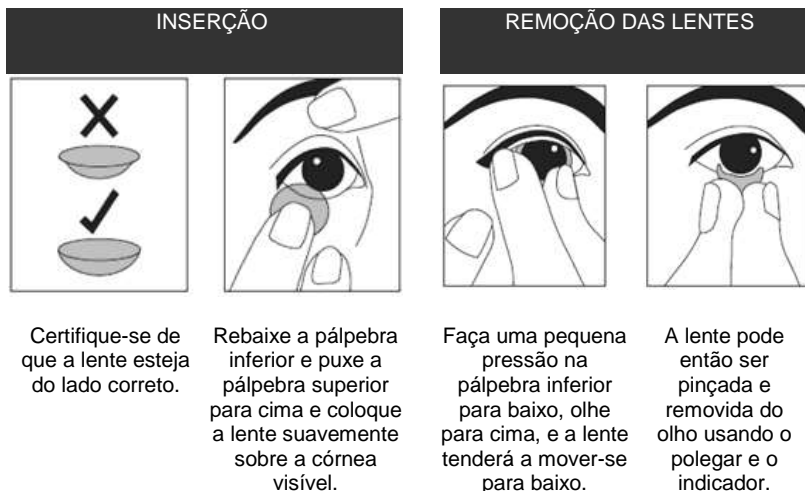 INSERÇÃO
Certifique-se de
que a lente esteja
do lado correto.
Rebaixe a pálpebra
inferior e puxe a
pálpebra superior
para cima e coloque
a lente suavemente
sobre a córnea
visível.
REMOÇÃO DAS LENTES
Faça uma pequena
pressão na
pálpebra inferior
para baixo, olhe
para cima, e a lente
tenderá a mover-se
para baixo.
A lente pode
então ser
pinçada e
removida do
olho usando o
polegar e o
indicador.